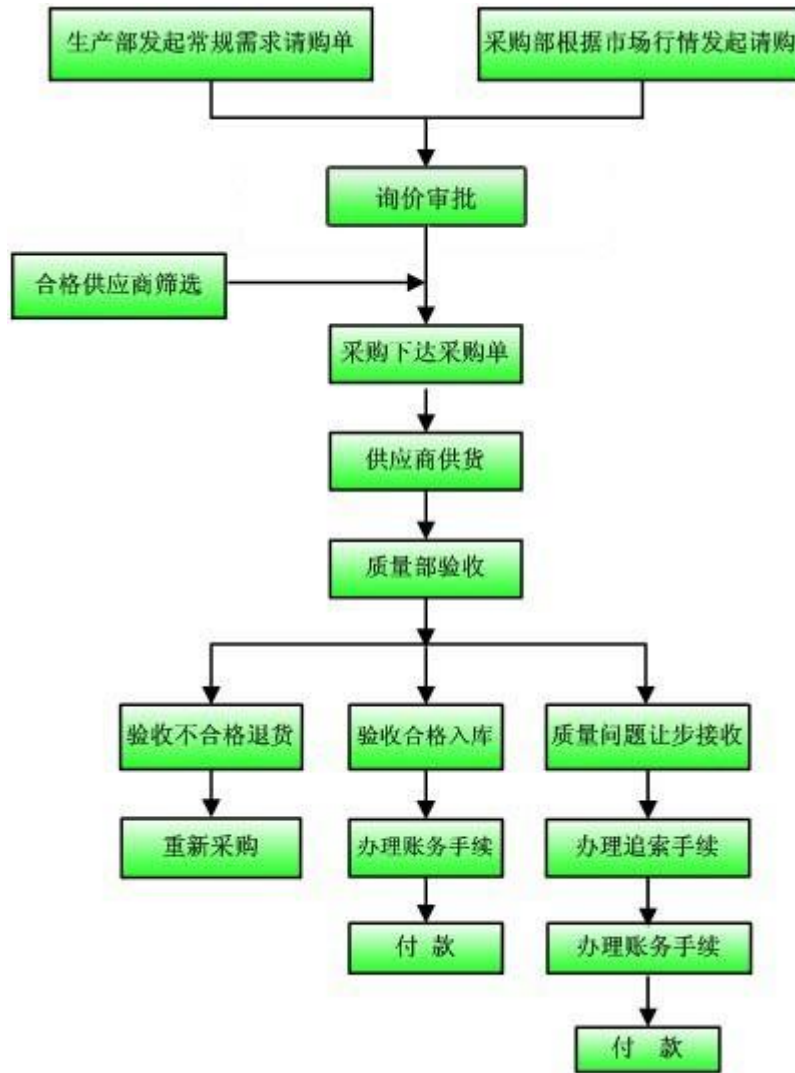 生产部发起常规需求请购单
采购部根据市场行情发起请购
询价审批
合格供应商筛选
采购下达采购单
供应商供货
质量部验收
验收不合格退货
验收合格入库
质量问题让步接收
重新采购
办理账务手续
办理追索手续
付 款
办理账务手续
付 款